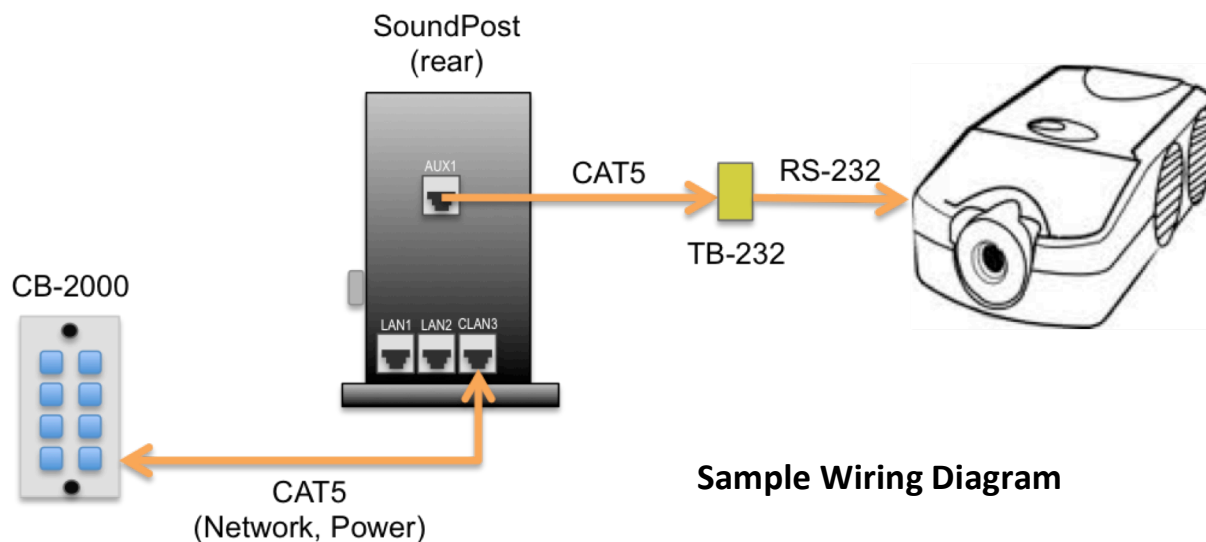 SoundPost
(rear)
AUX1
CAT5
RS-232
TB-232
CB-2000
LAN1 LAN2 CLAN3
CAT5
(Network, Power)
Sample Wiring Diagram